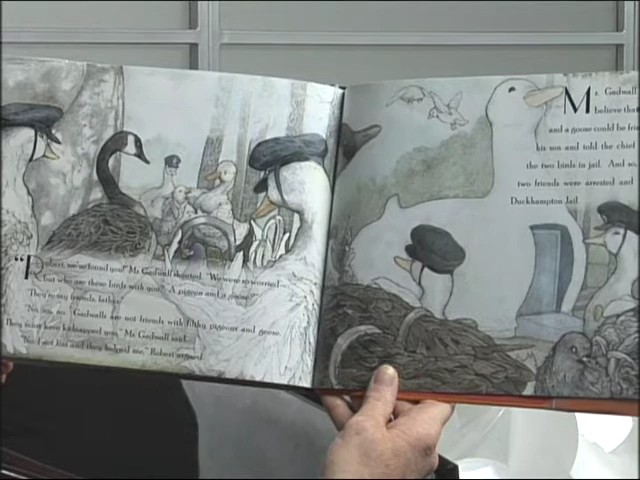 "Robert, we've found you!" Mr. Gadwall shouted. "We were so worried
but who are these birds with you? A pigeon and a goose?"
"They're my friends, father."
"No, no, no. Gadwalls are not friends with filthy pigeons and geese.
They must have kidnapped you," Mr. Gadwall said.
"No, I got lost and they helped me," Robert argued
Mr. Gadwall
believe that
and a goose could be
his son and told the chief
the two birds in jail. And so,
two friends were arrested and
Duckhampton Jail.